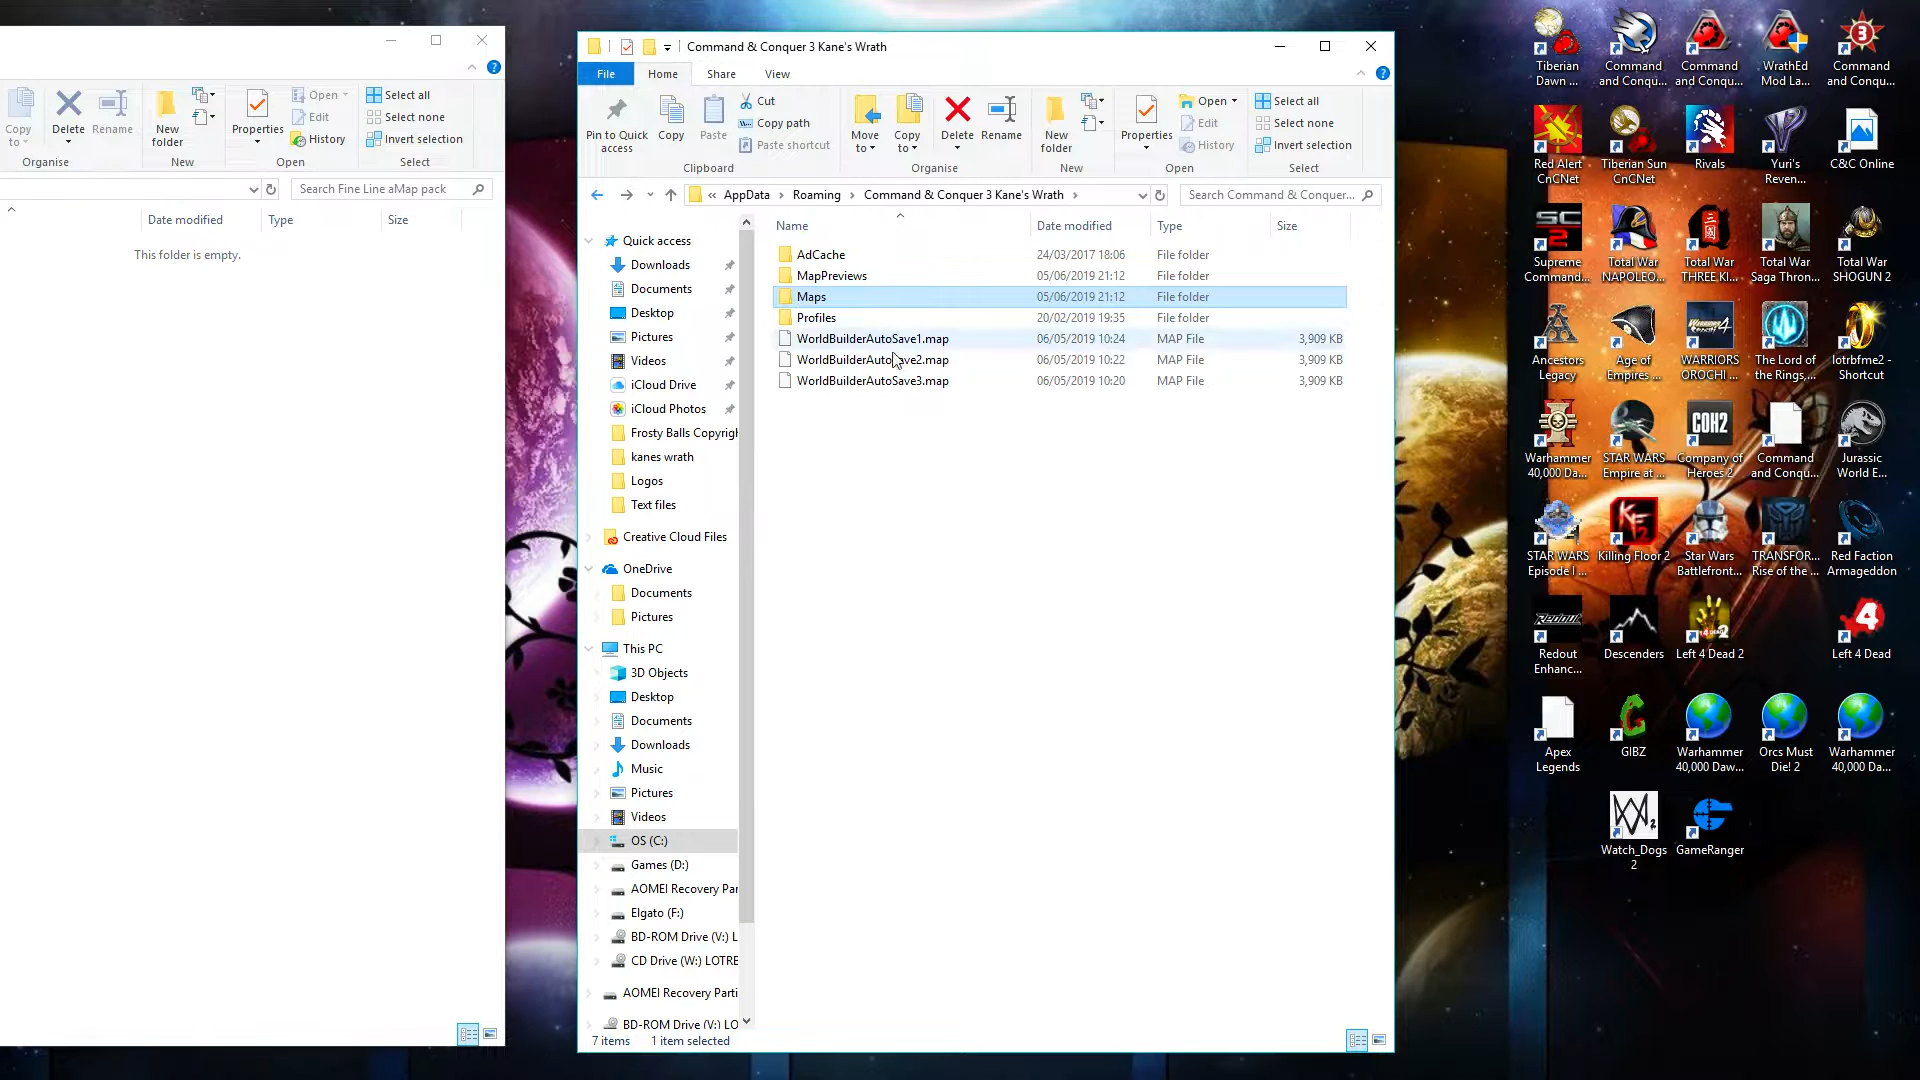 Copy
to
Delete
Rename
New
folder
Properties
Open
Edit
History
Select all
Select none
Invert selection
Organise
New
Open
Select
Search Fine Line aMap pack
Date modified
Type
Size
This folder is empty.
Command & Conquer 3 Kane's Wrath
File
Home
Share
View
Pin to Quick
access
Copy
Paste
Cut
Copy path
Paste shortcut
Move
to
Copy
to
Delete
Rename
New
folder
Properties
Open
Edit
History
Select all
Select none
Invert selection
Clipboard
Organise
New
Open
Select
« AppData > Roaming > Command & Conquer 3 Kane's Wrath >
Search Command & Conquer...
Name
Date modified
Type
Size
AdCache 24/03/2017 18:06 File folder
MapPreviews 05/06/2019 21:12 File folder
Maps 05/06/2019 21:12 File folder
Profiles 20/02/2019 19:35 File folder
WorldBuilderAutoSave1.map 06/05/2019 10:24 MAP File 3,909 KB
WorldBuilderAutoSave2.map 06/05/2019 10:22 MAP File 3,909 KB
WorldBuilderAutoSave3.map 06/05/2019 10:20 MAP File 3,909 KB
Quick access
Downloads
Documents
Desktop
Pictures
Videos
iCloud Drive
iCloud Photos
Frosty Balls Copyrigh
kanes wrath
Logos
Text files
Creative Cloud Files
OneDrive
Documents
Pictures
This PC
3D Objects
Desktop
Documents
Downloads
Music
Pictures
Videos
OS (C:)
Games (D:)
AOMEI Recovery Par
Elgato (F:)
BD-ROM Drive (V:) L
CD Drive (W:) LOTRE
AOMEI Recovery Parti
BD-ROM Drive (V:) LO
7 items
1 item selected
Tiberian
Dawn ...
Command
and Conqu...
Command
and Conqu...
WrathEd
Mod La...
3
Command
and Conqu...
Red Alert
CnCNet
Tiberian Sun
CnCNet
Rivals
Yuri's
Reven...
C&C Online
SC
2
Supreme
Command...
Total War
NAPOLEO...
三
国
Total War
THREE KI...
Total War
Saga Thron...
Total War
SHOGUN 2
Ancestors
Legacy
Age of
Empires ...
WARRIORS
OROCHI ...
The Lord of
the Rings,...
lotrbfme2 -
Shortcut
Warhammer
40,000 Da...
STAR WARS
Empire at ...
COH2
Company of
Heroes 2
Command
and Conqu...
Jurassic
World E...
STAR WARS
Episode I ...
KF
2
Killing Floor 2
Star Wars
Battlefront...
TRANSFOR...
Rise of the ...
Red Faction
Armageddon
Redout
Redout
Enhanc...
Descenders
Left 4 Dead 2
4
Left 4 Dead
Apex
Legends
GIBZ
Warhammer
40,000 Daw...
Orcs Must
Die! 2
Warhammer
40,000 Da...
Watch_Dogs
2
GameRanger